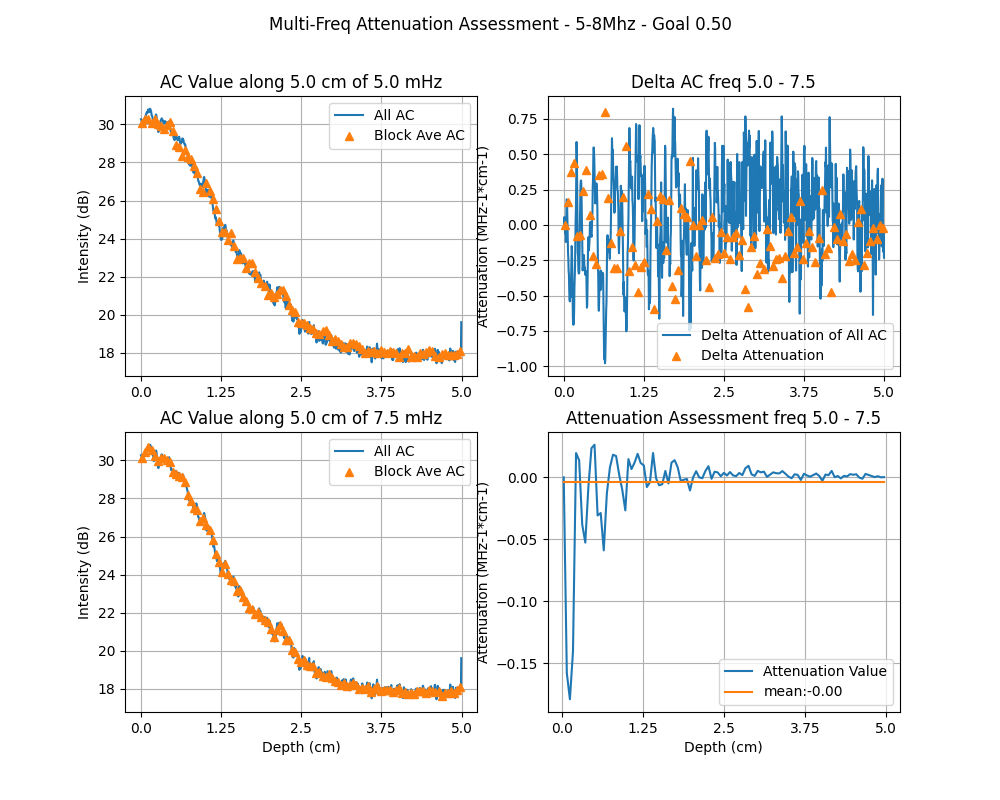 Multi-Freq Attenuation Assessment - 5-8Mhz - Goal 0.50
AC Value along 5.0 cm of 5.0 mHz
Intensity (dB)
30
28
26
24
22
20
18
0.0 1.25 2.5 3.75 5.0
All AC
Block Ave AC
Delta AC freq 5.0 - 7.5
Attenuation (MHz-1*cm-1)
0.75
0.50
0.25
0.00
−0.25
−0.50
−0.75
−1.00
0.0 1.25 2.5 3.75 5.0
Delta Attenuation of All AC
Delta Attenuation
AC Value along 5.0 cm of 7.5 mHz
Intensity (dB)
30
28
26
24
22
20
18
0.0 1.25 2.5 3.75 5.0
Depth (cm)
All AC
Block Ave AC
Attenuation Assessment freq 5.0 - 7.5
Attenuation (MHz-1*cm-1)
0.00
−0.05
−0.10
−0.15
0.0 1.25 2.5 3.75 5.0
Depth (cm)
Attenuation Value
mean:-0.00